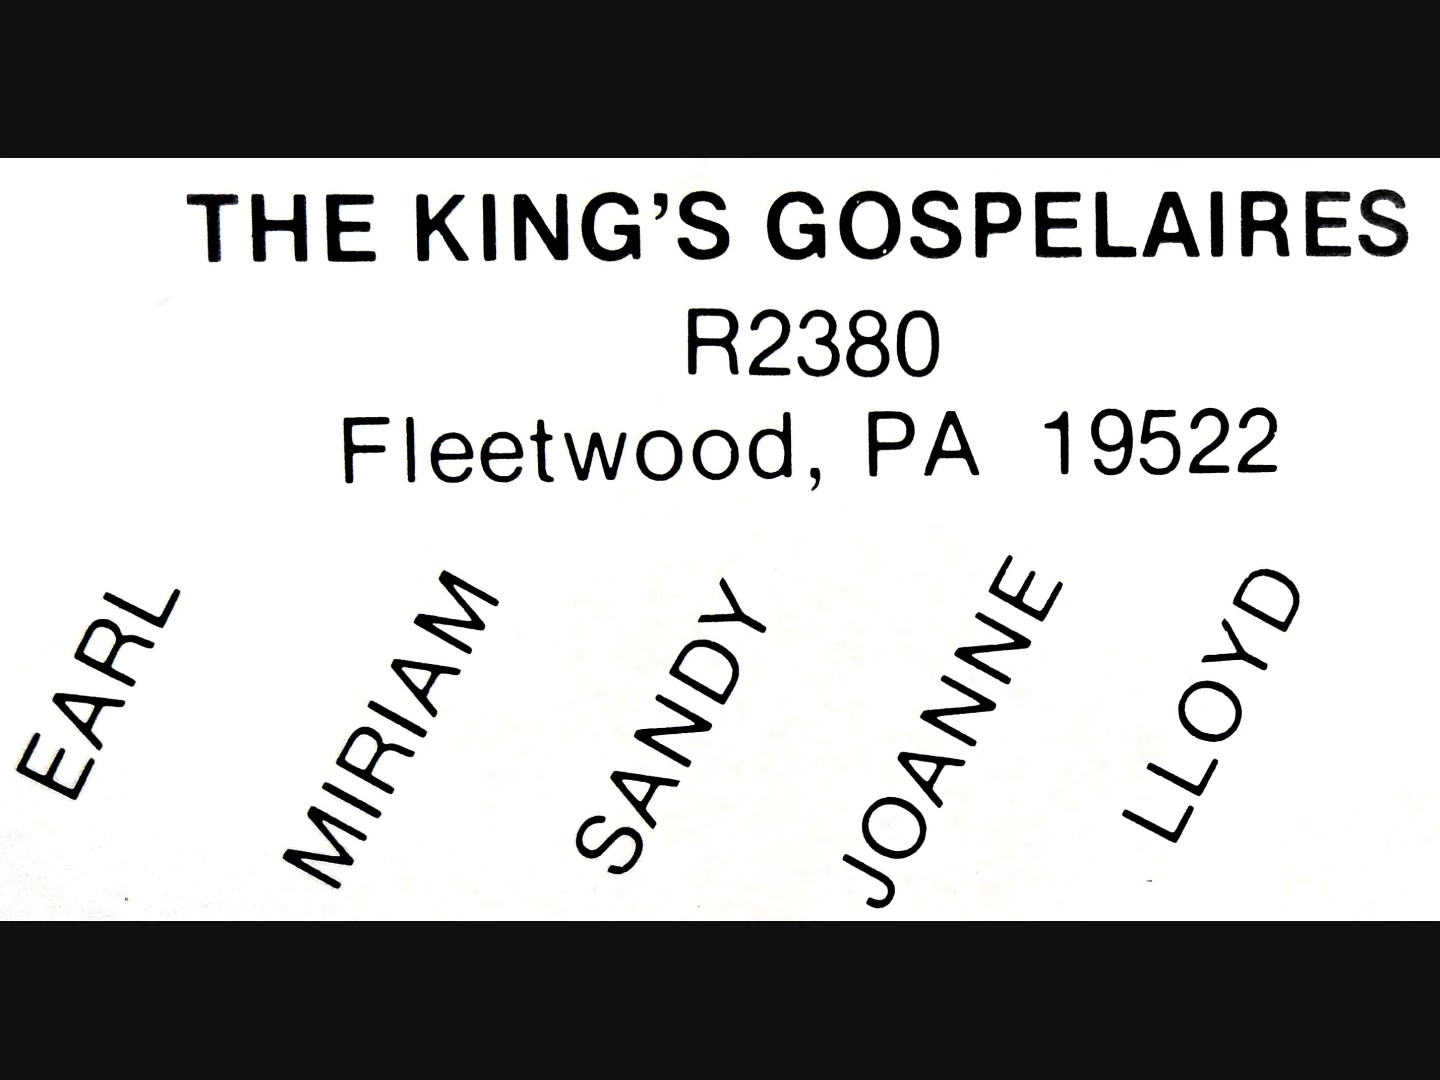 THE KING'S GOSPELAIRES
R2380
Fleetwood, PA 19522
EARL
MIRIAM
SANDY
JOANNE
LLOYD